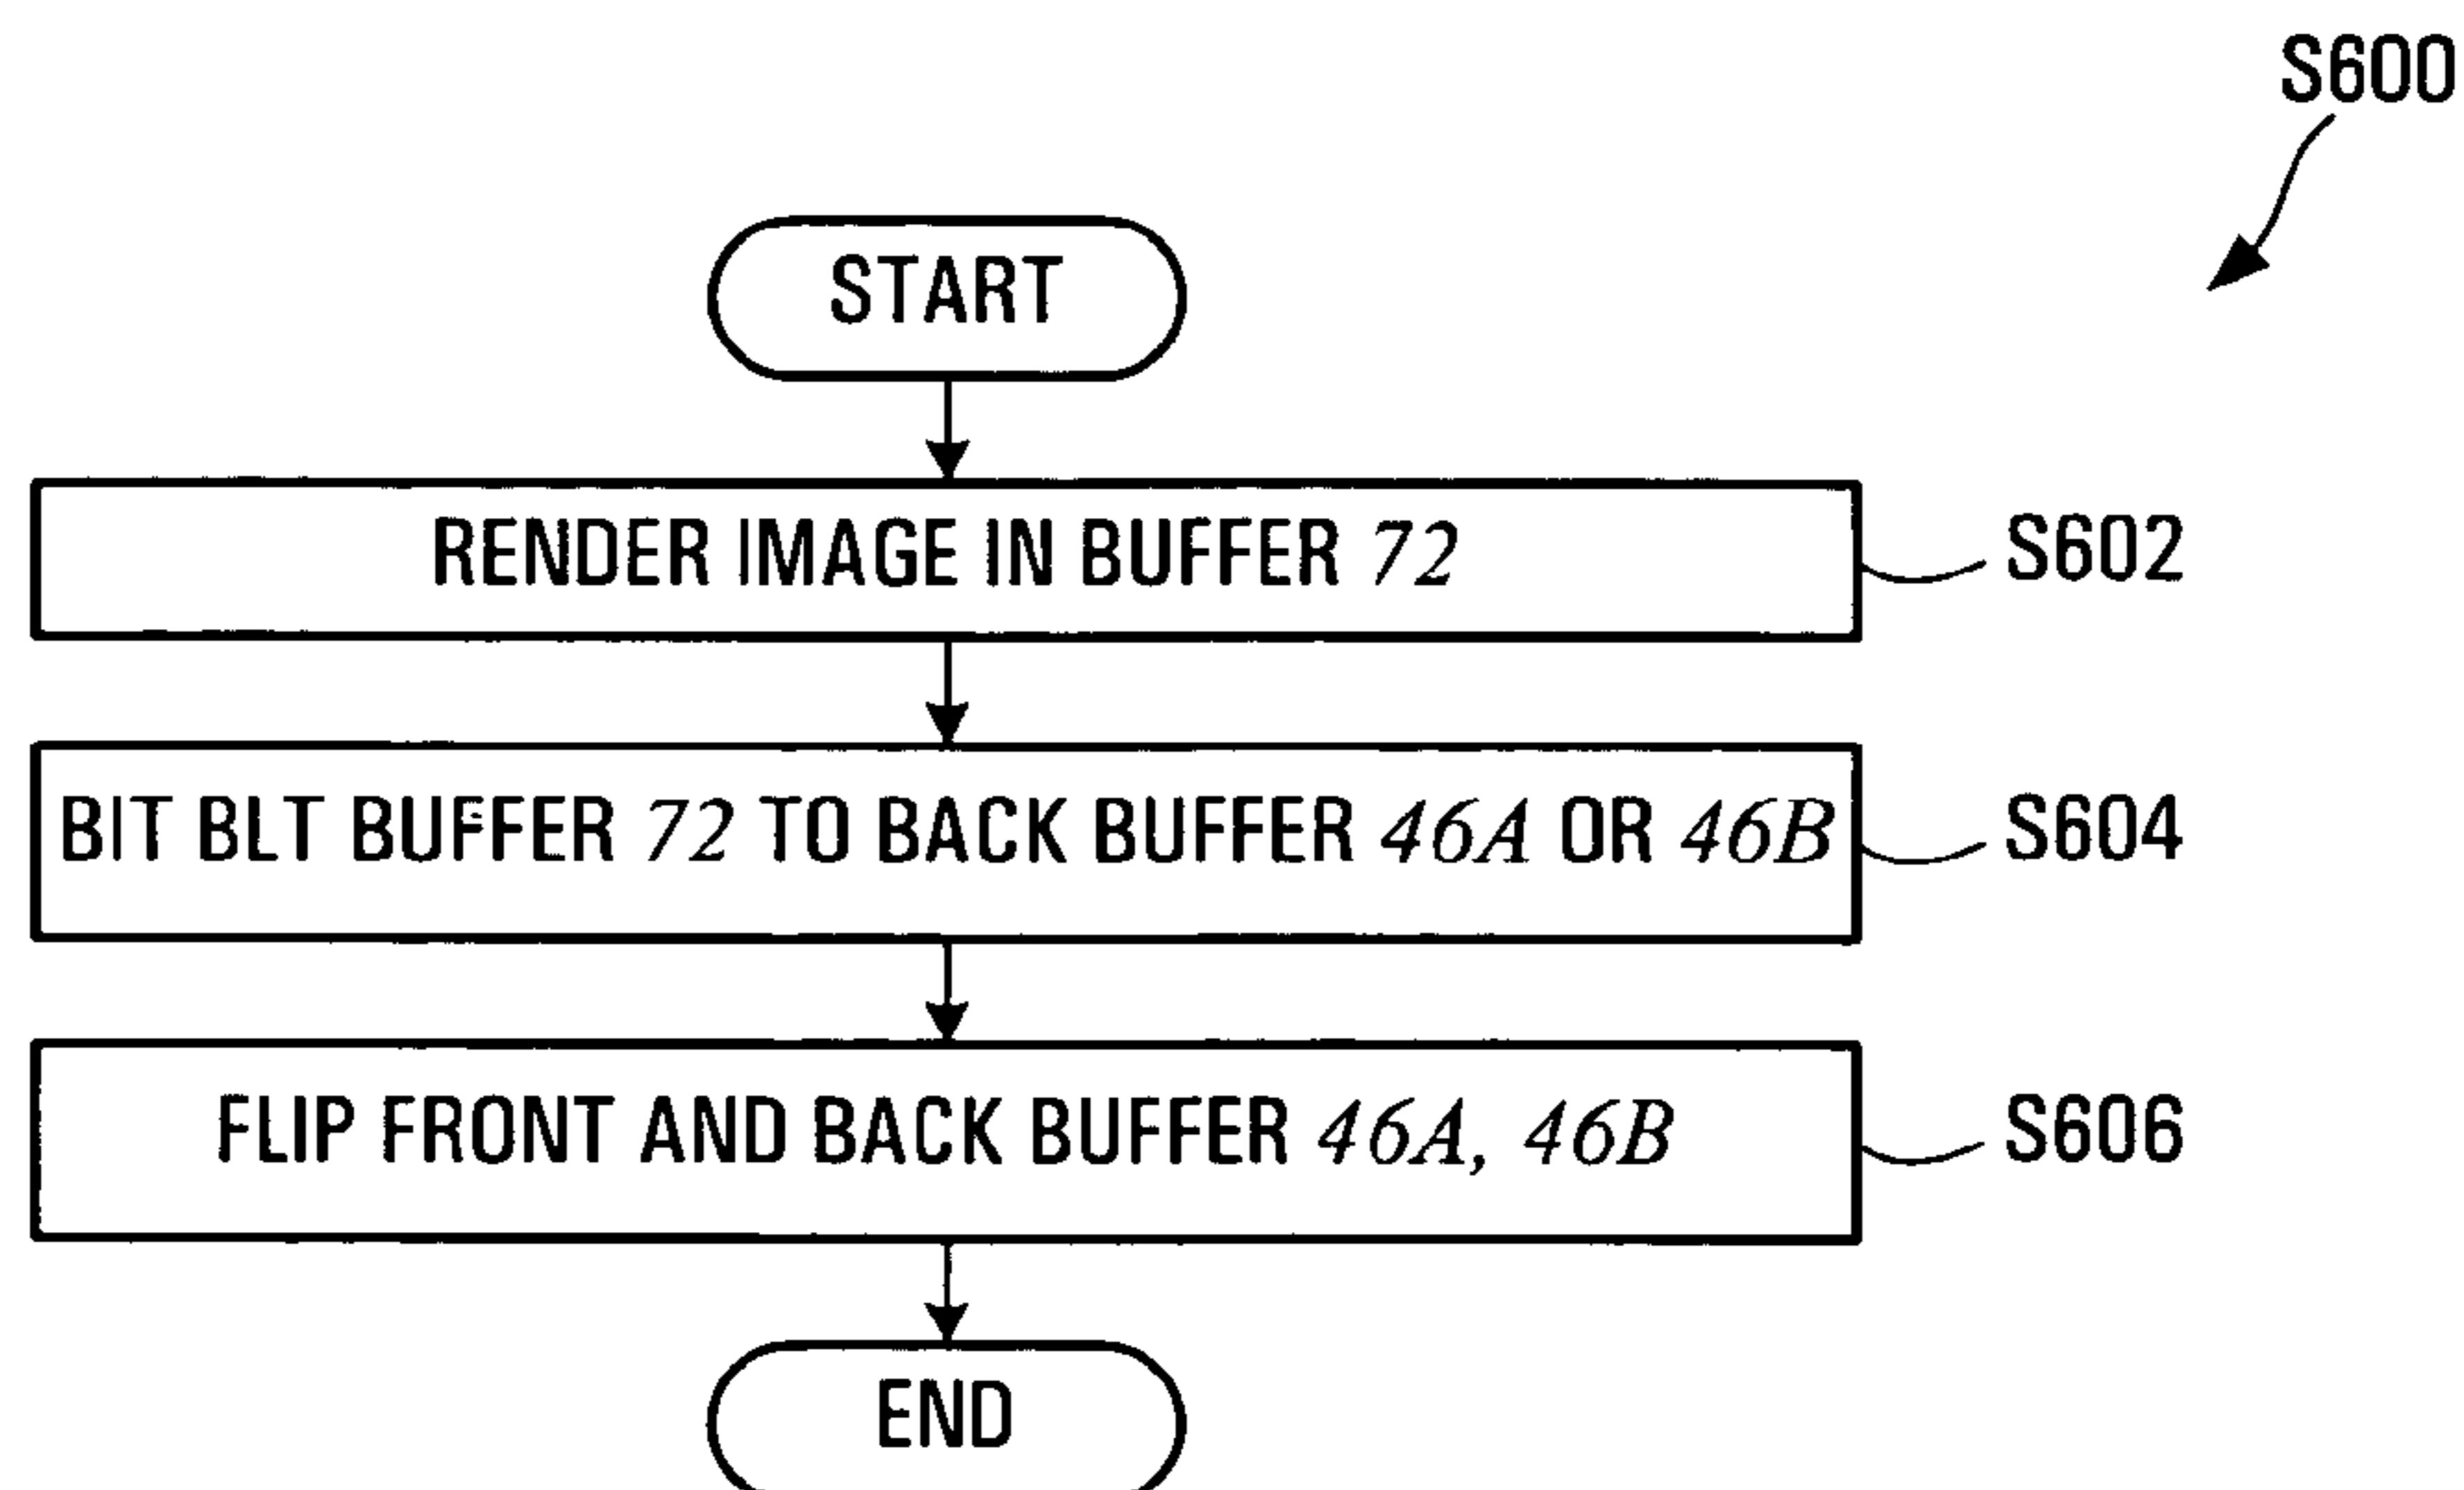 S600
START
RENDER IMAGE IN BUFFER 72
S602
BIT BLT BUFFER 72 TO BACK BUFFER 46A OR 46B
S604
FLIP FRONT AND BACK BUFFER 46A, 46B
S606
END